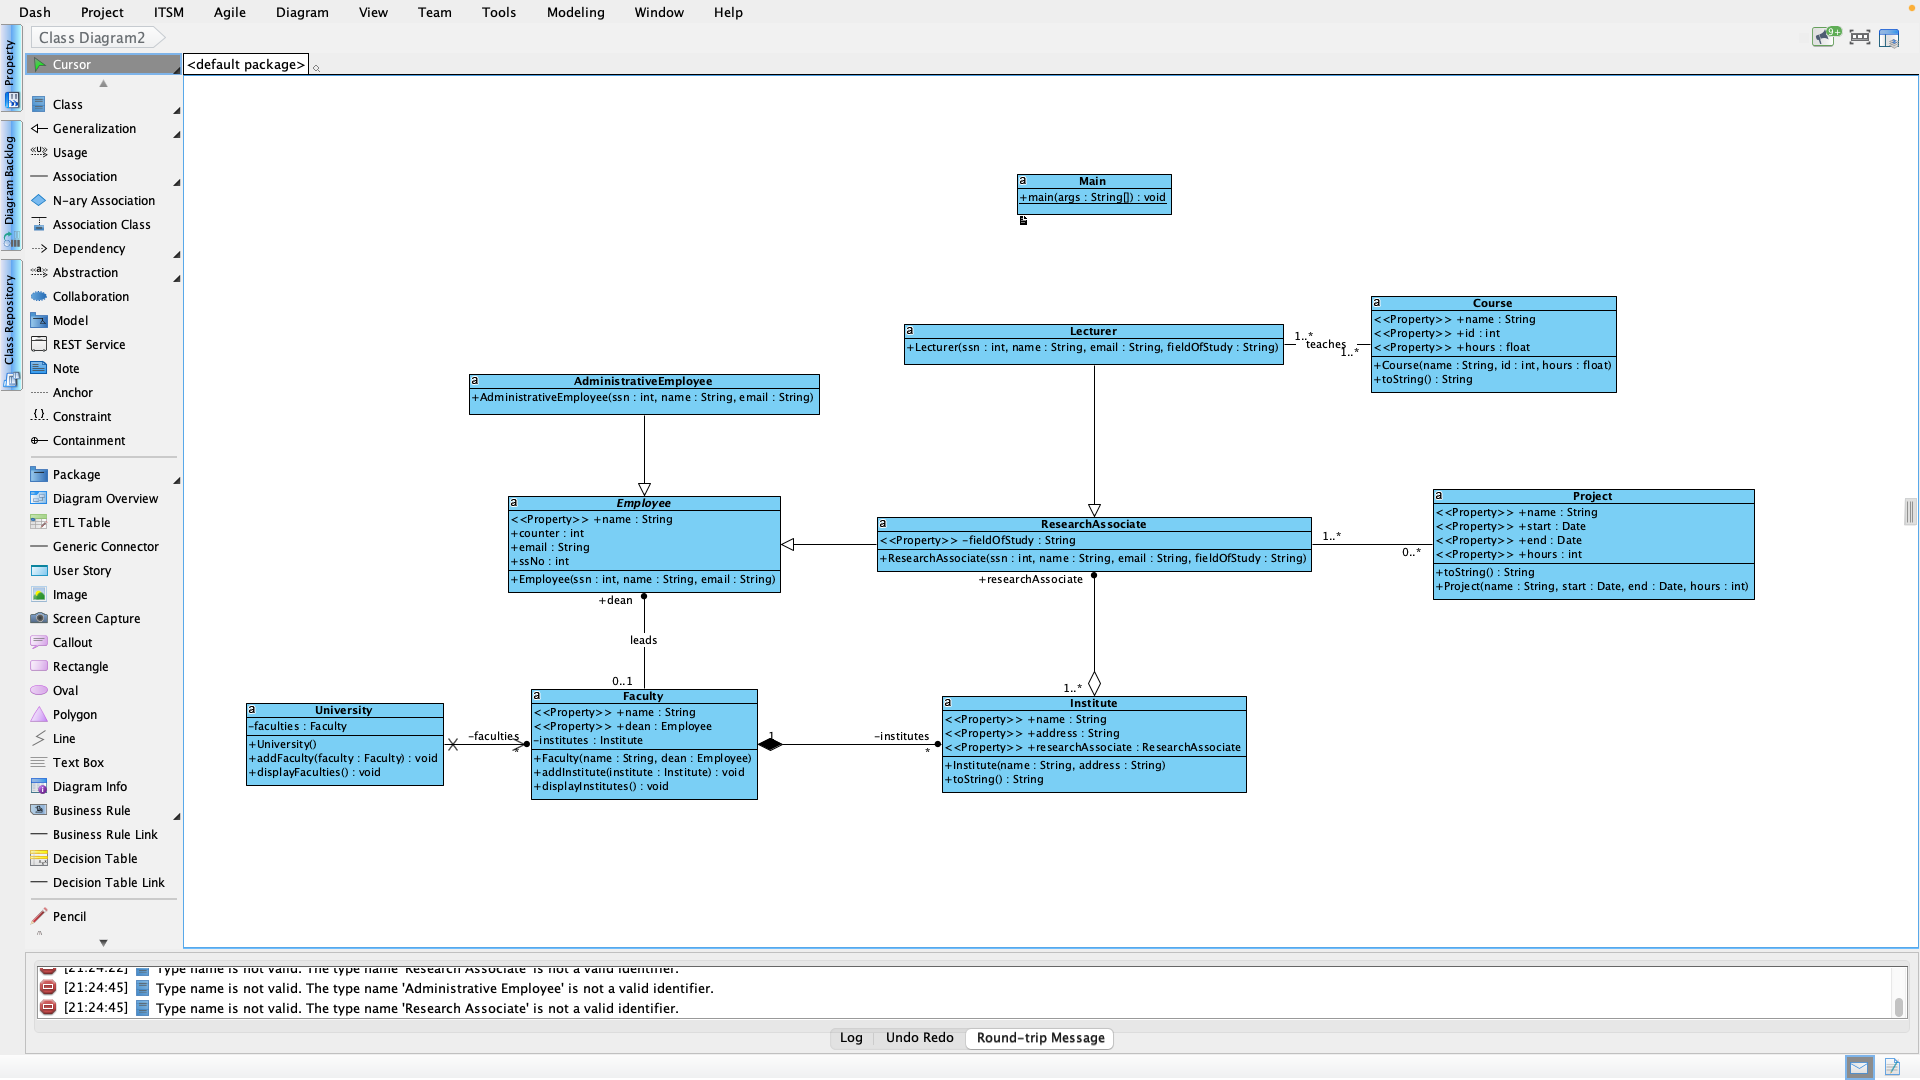 Dash Project ITSM Agile Diagram View Team Tools Modeling Window Help
Class Diagram2
9+
Property
Diagram Backlog
Class Repository
Cursor
<default package>
Class
Generalization
Usage
Association
N-ary Association
Association Class
Dependency
Abstraction
Collaboration
Model
REST Service
Note
Anchor
Constraint
Containment
Package
Diagram Overview
ETL Table
Generic Connector
User Story
Image
Screen Capture
Callout
Rectangle
Oval
Polygon
Line
Text Box
Diagram Info
Business Rule
Business Rule Link
Decision Table
Decision Table Link
Pencil
a Main
+main(args : String[]) : void
a Lecturer
+Lecturer(ssn : int, name : String, email : String, fieldOfStudy : String)
1..*
teaches
1..*
a Course
<<Property>> +name : String
<<Property>> +id : int
<<Property>> +hours : float
+Course(name : String, id : int, hours : float)
+toString() : String
a AdministrativeEmployee
+AdministrativeEmployee(ssn : int, name : String, email : String)
a Employee
<<Property>> +name : String
+counter : int
+email : String
+ssNo : int
+Employee(ssn : int, name : String, email : String)
a ResearchAssociate
<<Property>> -fieldOfStudy : String
+ResearchAssociate(ssn : int, name : String, email : String, fieldOfStudy : String)
1..*
0..*
a Project
<<Property>> +name : String
<<Property>> +start : Date
<<Property>> +end : Date
<<Property>> +hours : int
+toString() : String
+Project(name : String, start : Date, end : Date, hours : int)
+researchAssociate
+dean
leads
0..1
1..*
a University
-faculties : Faculty
+University()
+addFaculty(faculty : Faculty) : void
+displayFaculties() : void
-faculties
*
a Faculty
<<Property>> +name : String
<<Property>> +dean : Employee
-institutes : Institute
+Faculty(name : String, dean : Employee)
+addInstitute(institute : Institute) : void
+displayInstitutes() : void
1
-institutes
*
a Institute
<<Property>> +name : String
<<Property>> +address : String
<<Property>> +researchAssociate : ResearchAssociate
+Institute(name : String, address : String)
+toString() : String
[21:24:22] Type name is not valid. The type name 'Research Associate' is not a valid identifier.
[21:24:45] Type name is not valid. The type name 'Administrative Employee' is not a valid identifier.
[21:24:45] Type name is not valid. The type name 'Research Associate' is not a valid identifier.
Log Undo Redo Round-trip Message